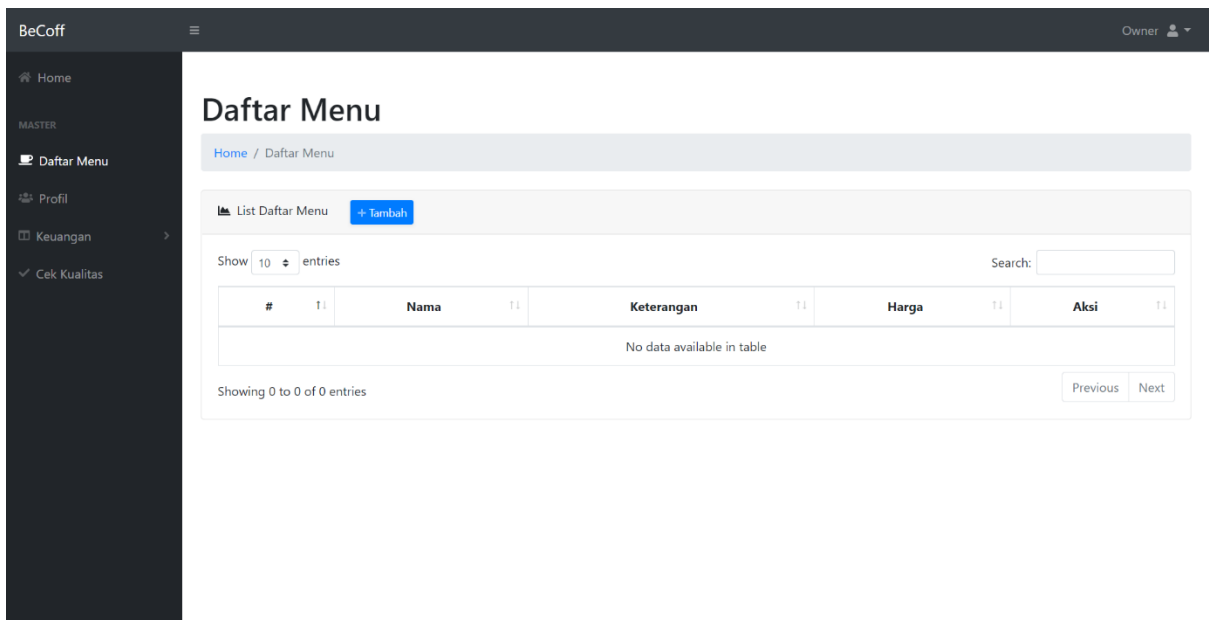 BeCoff
Owner
Home
MASTER
Daftar Menu
Profil
Keuangan
Cek Kualitas
Daftar Menu
Home / Daftar Menu
List Daftar Menu + Tambah
Show 10 entries Search:
# Nama Keterangan Harga Aksi
No data available in table
Showing 0 to 0 of 0 entries Previous Next